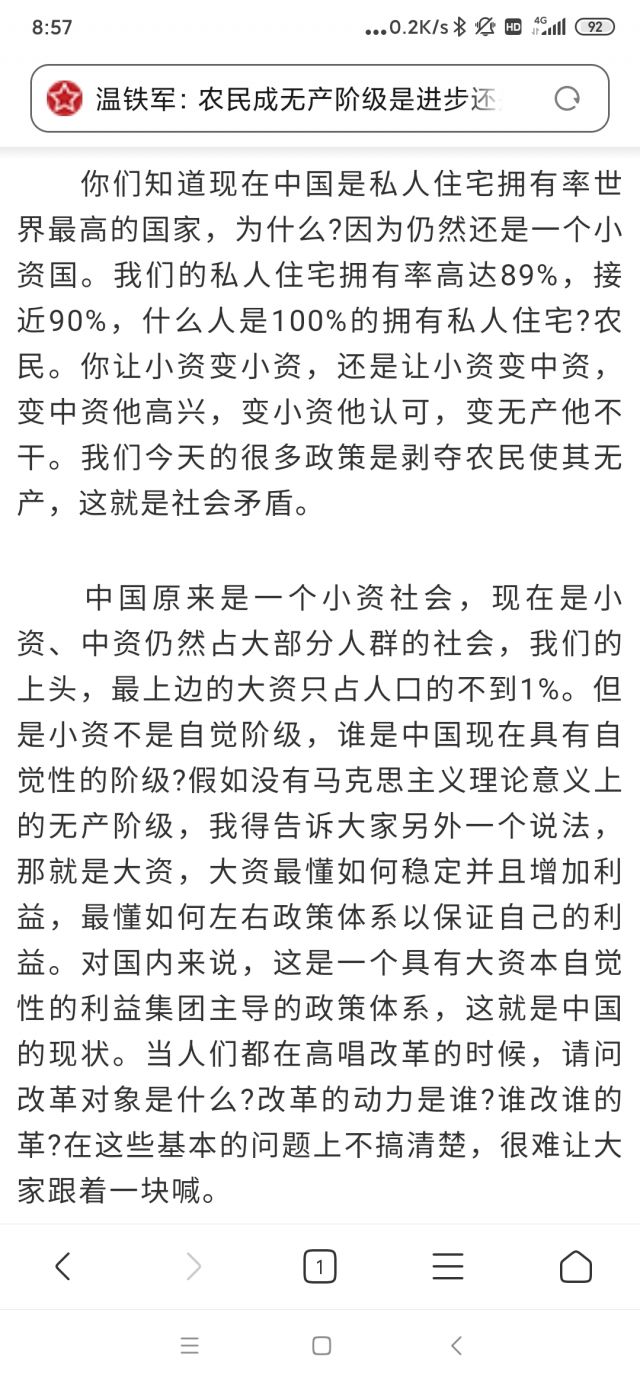 8:57
...0.2K/s HD 4G 92
温铁军：农民成无产阶级是进步还
你们知道现在中国是私人住宅拥有率世
界最高的国家，为什么?因为仍然还是一个小
资国。我们的私人住宅拥有率高达89%，接
近90%，什么人是100%的拥有私人住宅?农
民。你让小资变小资，还是让小资变中资，
变中资他高兴，变小资他认可，变无产他不
干。我们今天的很多政策是剥夺农民使其无
产，这就是社会矛盾。
中国原来是一个小资社会，现在是小
资、中资仍然占大部分人群的社会，我们的
上头，最上边的大资只占人口的不到1%。但
是小资不是自觉阶级，谁是中国现在具有自
觉性的阶级?假如没有马克思主义理论意义上
的无产阶级，我得告诉大家另外一个说法，
那就是大资，大资最懂如何稳定并且增加利
益，最懂如何左右政策体系以保证自己的利
益。对国内来说，这是一个具有大资本自觉
性的利益集团主导的政策体系，这就是中国
的现状。当人们都在高唱改革的时候，请问
改革对象是什么?改革的动力是谁?谁改谁的
革?在这些基本的问题上不搞清楚，很难让大
家跟着一块喊。
1